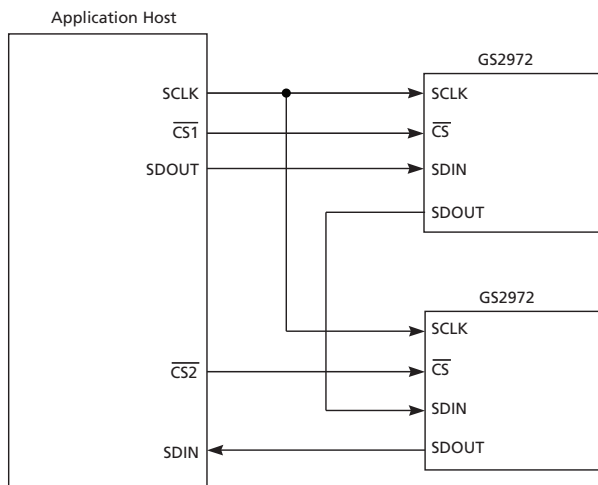 Application Host
SCLK
CS1
SDOUT
CS2
SDIN
GS2972
SCLK
CS
SDIN
SDOUT
GS2972
SCLK
CS
SDIN
SDOUT